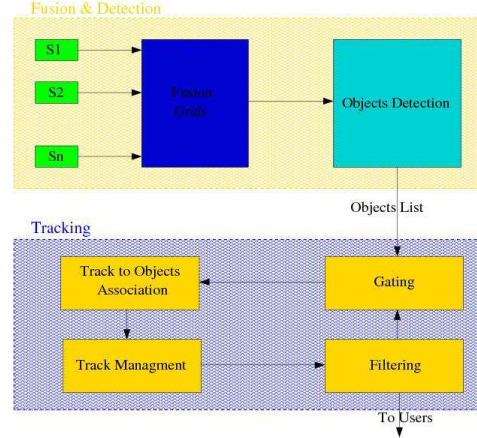 Fusion & Detection
S1
S2
Sn
Fusion
Grids
Objects Detection
Objects List
Tracking
Track to Objects
Association
Gating
Track Managment
Filtering
To Users